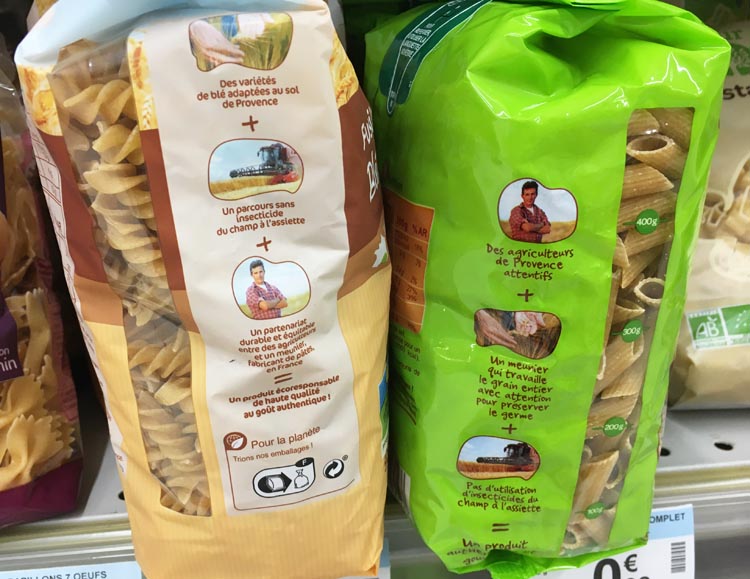 Des variétés
de blé adaptées au sol
de Provence
+
Un parcours sans
insecticide
du champ à l'assiette
+
Un partenariat
durable et équitable
entre des agriculteurs
et un meunier,
fabricant de pâtes,
en France
=
Un produit écoresponsable
de haute qualité
au goût authentique !
Pour la planète
Trions nos emballages !
Des agriculteurs
de Provence
attentifs
+
Un meunier
qui travaille
le grain entier
avec attention
pour préserver
le germe
+
Pas d'utilisation
d'insecticides du
champ à l'assiette
=
Un produit
400g
300g
200g
100g
%AR
AB
PAPILLONS 7 OEUFS
COMPLET
0€